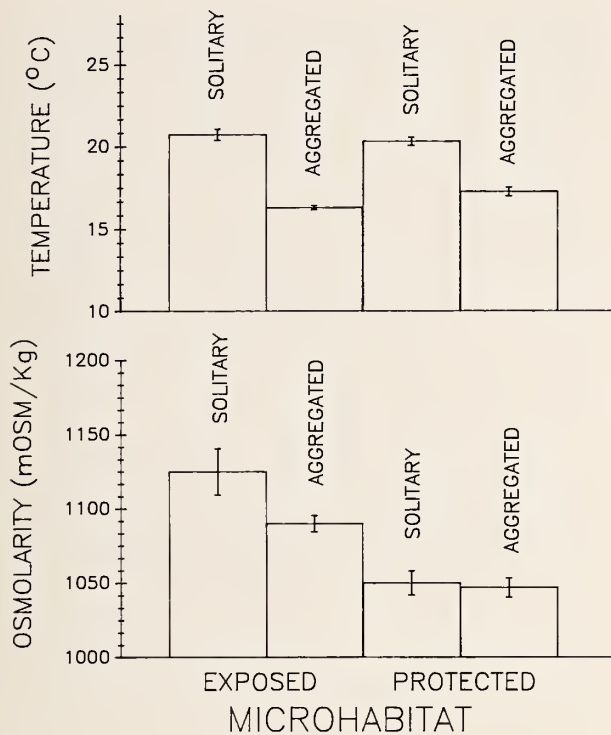 TEMPERATURE (°C)
25
20
15
10
SOLITARY
AGGREGATED
SOLITARY
AGGREGATED
OSMOLARITY (mOSM/Kg)
1200
1150
1100
1050
1000
SOLITARY
AGGREGATED
SOLITARY
AGGREGATED
EXPOSED PROTECTED
MICROHABITAT